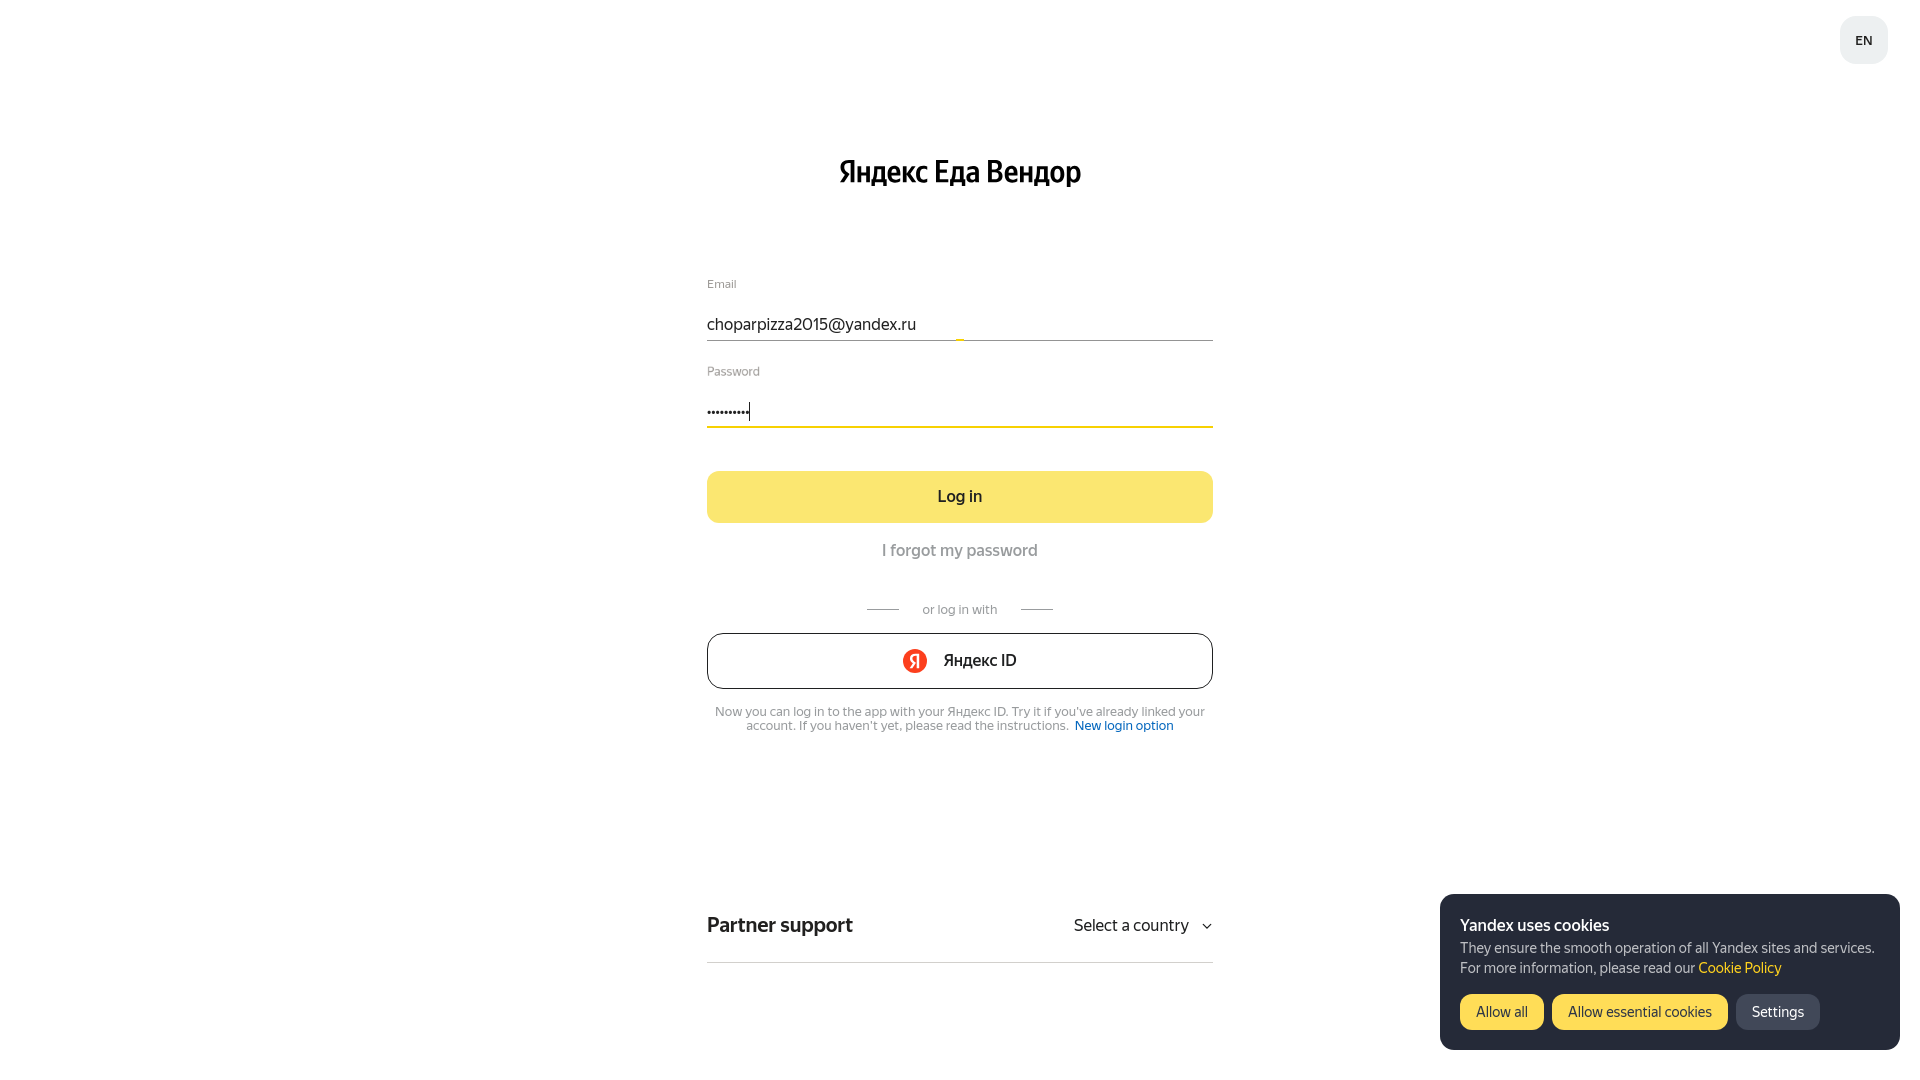 EN
Яндекс Еда Вендор
Email
choparpizza2015@yandex.ru
Password
••••••••••
Log in
I forgot my password
or log in with
Я Яндекс ID
Now you can log in to the app with your Яндекс ID. Try it if you've already linked your
account. If you haven't yet, please read the instructions. New login option
Partner support
Select a country
Yandex uses cookies
They ensure the smooth operation of all Yandex sites and services.
For more information, please read our Cookie Policy
Allow all
Allow essential cookies
Settings